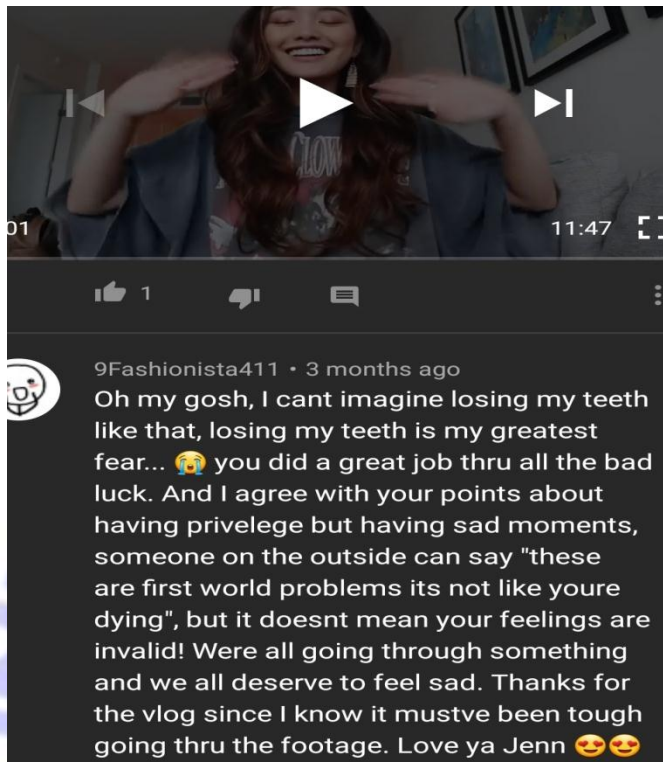 CLOW
01
11:47
1
9Fashionista411 • 3 months ago
Oh my gosh, I cant imagine losing my teeth
like that, losing my teeth is my greatest
fear... 😭 you did a great job thru all the bad
luck. And I agree with your points about
having privelege but having sad moments,
someone on the outside can say "these
are first world problems its not like youre
dying", but it doesnt mean your feelings are
invalid! Were all going through something
and we all deserve to feel sad. Thanks for
the vlog since I know it mustve been tough
going thru the footage. Love ya Jenn 😍😍